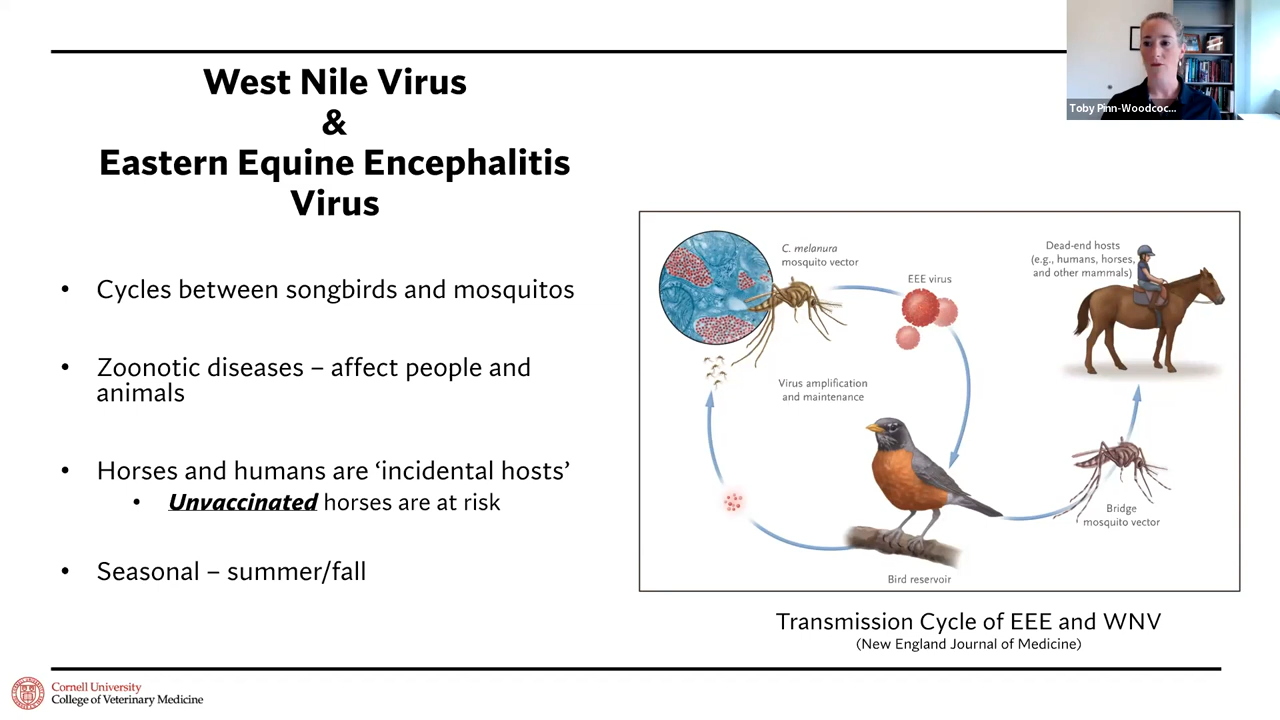 West Nile Virus
&
Eastern Equine Encephalitis
Virus
• Cycles between songbirds and mosquitos
• Zoonotic diseases – affect people and
animals
• Horses and humans are ‘incidental hosts’
• Unvaccinated horses are at risk
• Seasonal – summer/fall
Toby Pinn-Woodcoc...
C. melanura
mosquito vector
EEE virus
Dead-end hosts
(e.g., humans, horses,
and other mammals)
Virus amplification
and maintenance
Bridge
mosquito vector
Bird reservoir
Transmission Cycle of EEE and WNV
(New England Journal of Medicine)
Cornell University
College of Veterinary Medicine